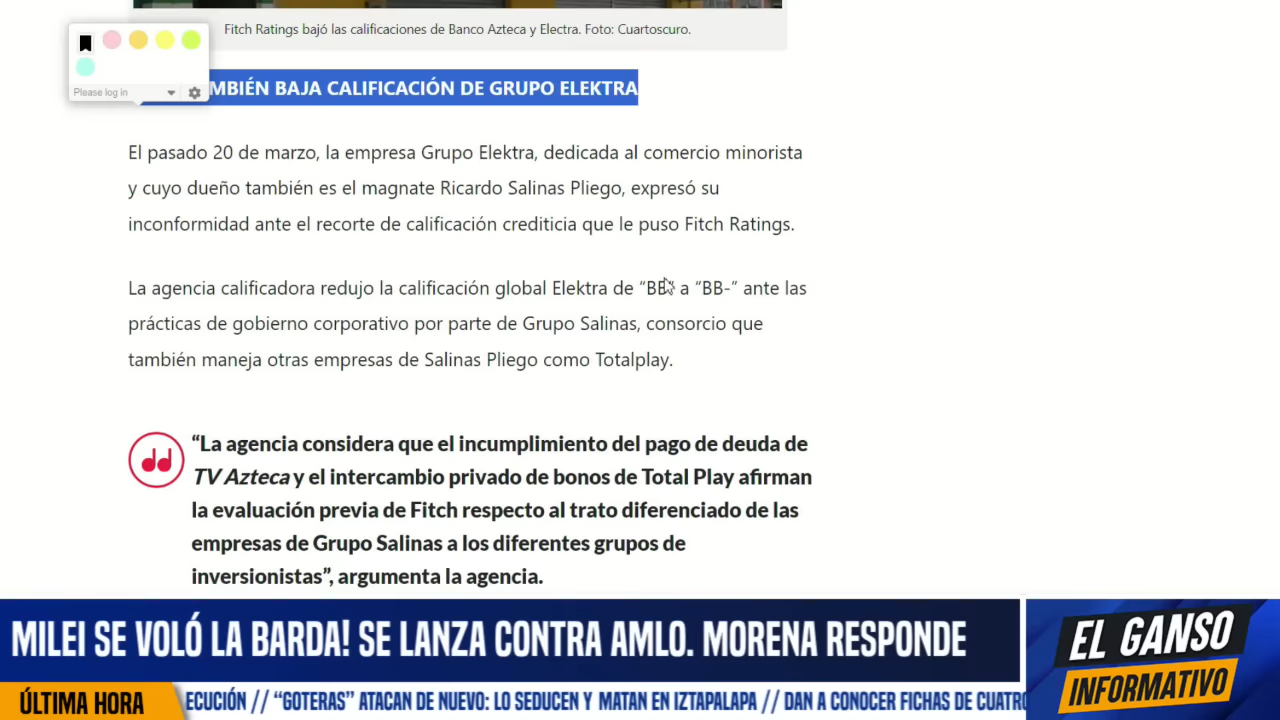 Fitch Ratings bajó las calificaciones de Banco Azteca y Electra. Foto: Cuartoscuro.
Please log in
MBIÉN BAJA CALIFICACIÓN DE GRUPO ELEKTRA
El pasado 20 de marzo, la empresa Grupo Elektra, dedicada al comercio minorista
y cuyo dueño también es el magnate Ricardo Salinas Pliego, expresó su
inconformidad ante el recorte de calificación crediticia que le puso Fitch Ratings.
La agencia calificadora redujo la calificación global Elektra de “BB” a “BB-” ante las
prácticas de gobierno corporativo por parte de Grupo Salinas, consorcio que
también maneja otras empresas de Salinas Pliego como Totalplay.
“La agencia considera que el incumplimiento del pago de deuda de
TV Azteca y el intercambio privado de bonos de Total Play afirman
la evaluación previa de Fitch respecto al trato diferenciado de las
empresas de Grupo Salinas a los diferentes grupos de
inversionistas”, argumenta la agencia.
MILEI SE VOLÓ LA BARDA! SE LANZA CONTRA AMLO. MORENA RESPONDE
EL GANSO
INFORMATIVO
ÚLTIMA HORA
ECUCIÓN // “GOTERAS” ATACAN DE NUEVO: LO SEDUCEN Y MATAN EN IZTAPALAPA // DAN A CONOCER FICHAS DE CUATRO